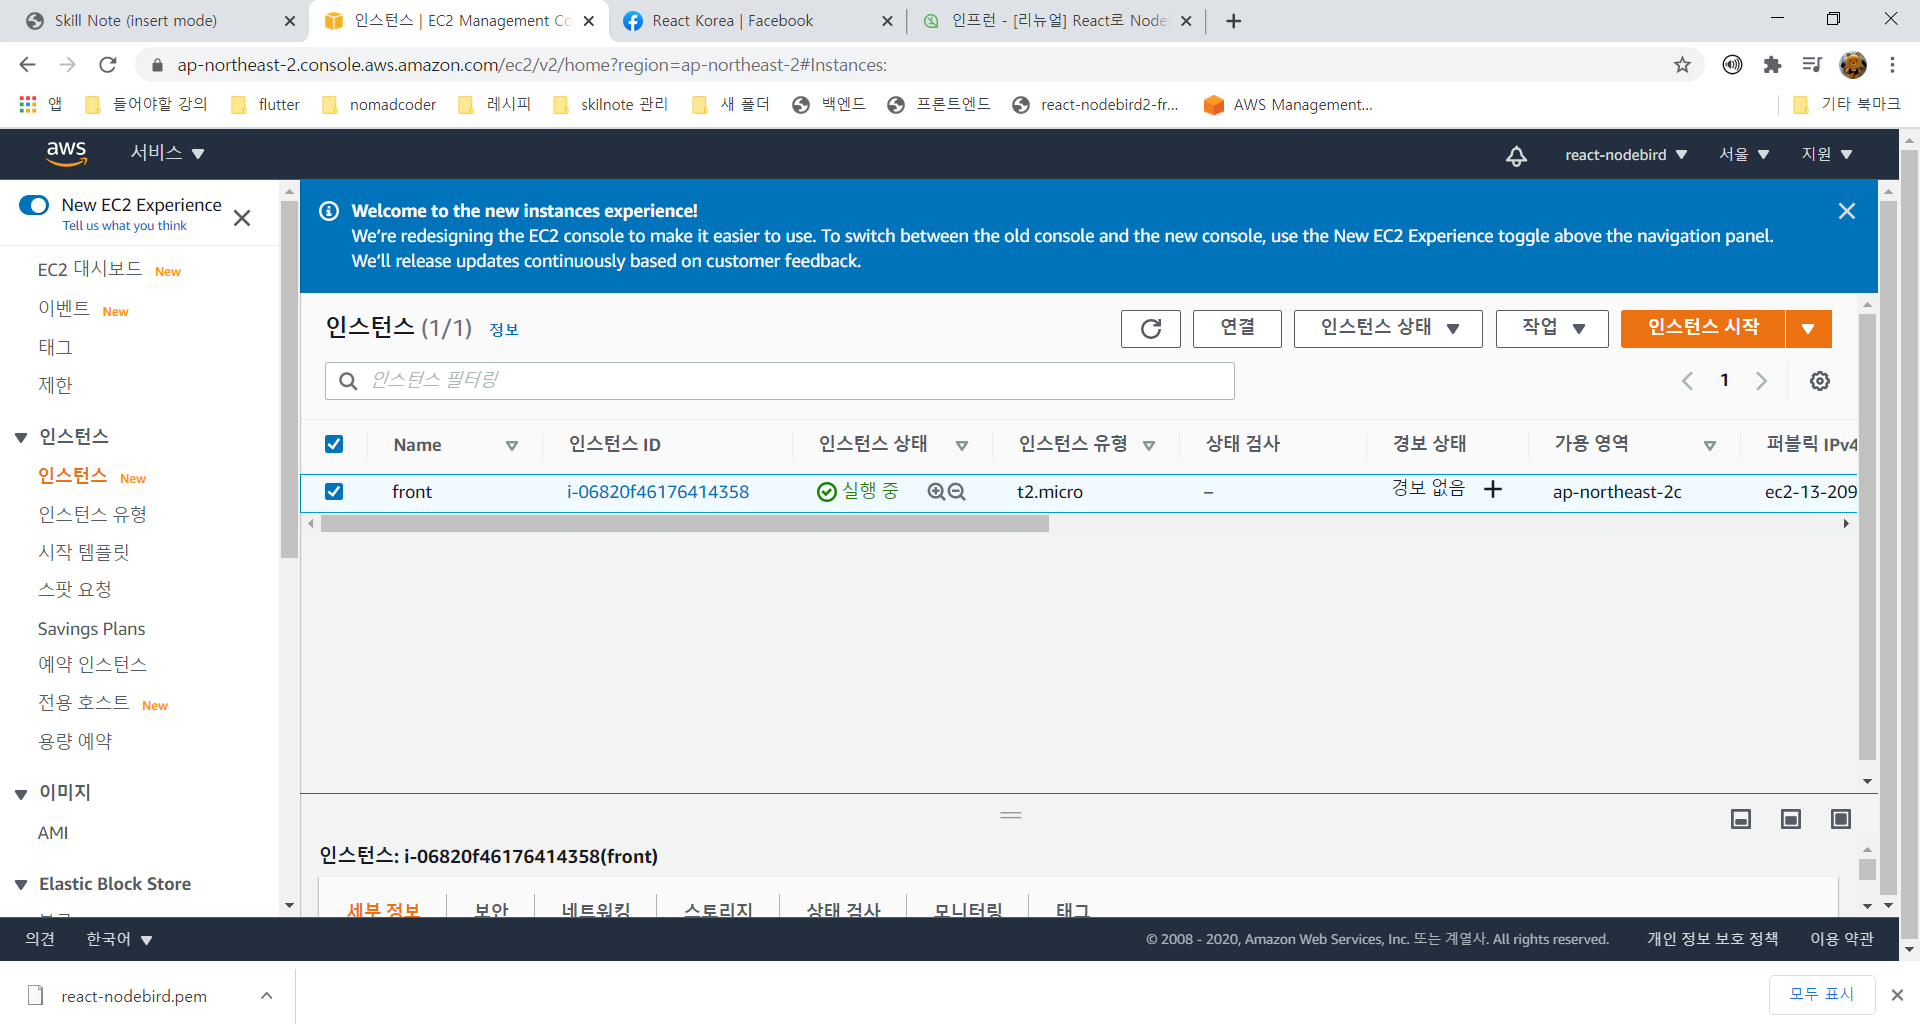 Skill Note (insert mode)
인스턴스 | EC2 Management Co
React Korea | Facebook
인프런 - [리뉴얼] React로 Node
ap-northeast-2.console.aws.amazon.com/ec2/v2/home?region=ap-northeast-2#Instances:
앱
들어야할 강의
flutter
nomadcoder
레시피
skilnote 관리
새 폴더
백엔드
프론트엔드
react-nodebird2-fr...
AWS Management...
기타 북마크
aws
서비스
react-nodebird
서울
지원
New EC2 Experience
Tell us what you think
EC2 대시보드 New
이벤트 New
태그
제한
인스턴스
인스턴스 New
인스턴스 유형
시작 템플릿
스팟 요청
Savings Plans
예약 인스턴스
전용 호스트 New
용량 예약
이미지
AMI
Elastic Block Store
Welcome to the new instances experience!
We're redesigning the EC2 console to make it easier to use. To switch between the old console and the new console, use the New EC2 Experience toggle above the navigation panel.
We'll release updates continuously based on customer feedback.
인스턴스 (1/1) 정보
연결
인스턴스 상태
작업
인스턴스 시작
인스턴스 필터링
1
Name
인스턴스 ID
인스턴스 상태
인스턴스 유형
상태 검사
경보 상태
가용 영역
퍼블릭 IPv4
front
i-06820f46176414358
실행 중
t2.micro
–
경보 없음
ap-northeast-2c
ec2-13-209
인스턴스: i-06820f46176414358(front)
세부 정보
보안
네트워킹
스토리지
상태 검사
모니터링
태그
의견
한국어
© 2008 - 2020, Amazon Web Services, Inc. 또는 계열사. All rights reserved.
개인 정보 보호 정책
이용 약관
react-nodebird.pem
모두 표시